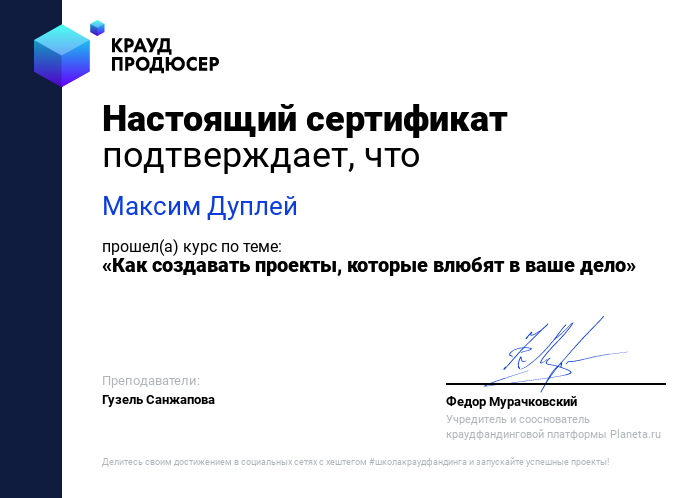 КРАУД
ПРОДЮСЕР
Настоящий сертификат
подтверждает, что
Максим Дуплей
прошел(а) курс по теме:
«Как создавать проекты, которые влюбят в ваше дело»
Преподаватели:
Гузель Санжапова
Федор Мурачковский
Учредитель и сооснователь
краудфандинговой платформы Planeta.ru
Делитесь своим достижением в социальных сетях с хештегом #школакраудфандинга и запускайте успешные проекты!